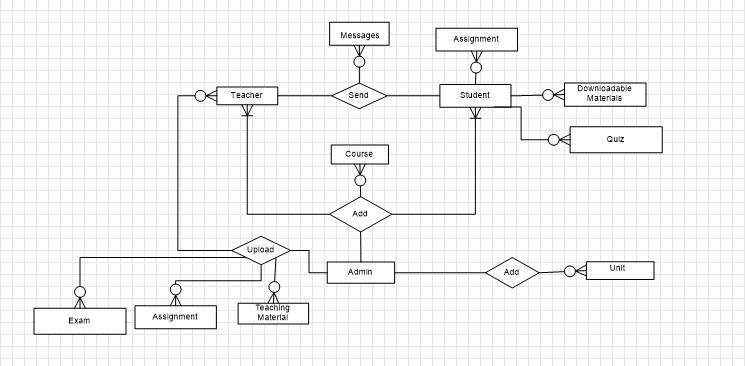 Messages
Assignment
Teacher
Send
Student
Downloadable
Materials
Quiz
Course
Add
Upload
Admin
Add
Unit
Exam
Assignment
Teaching
Material